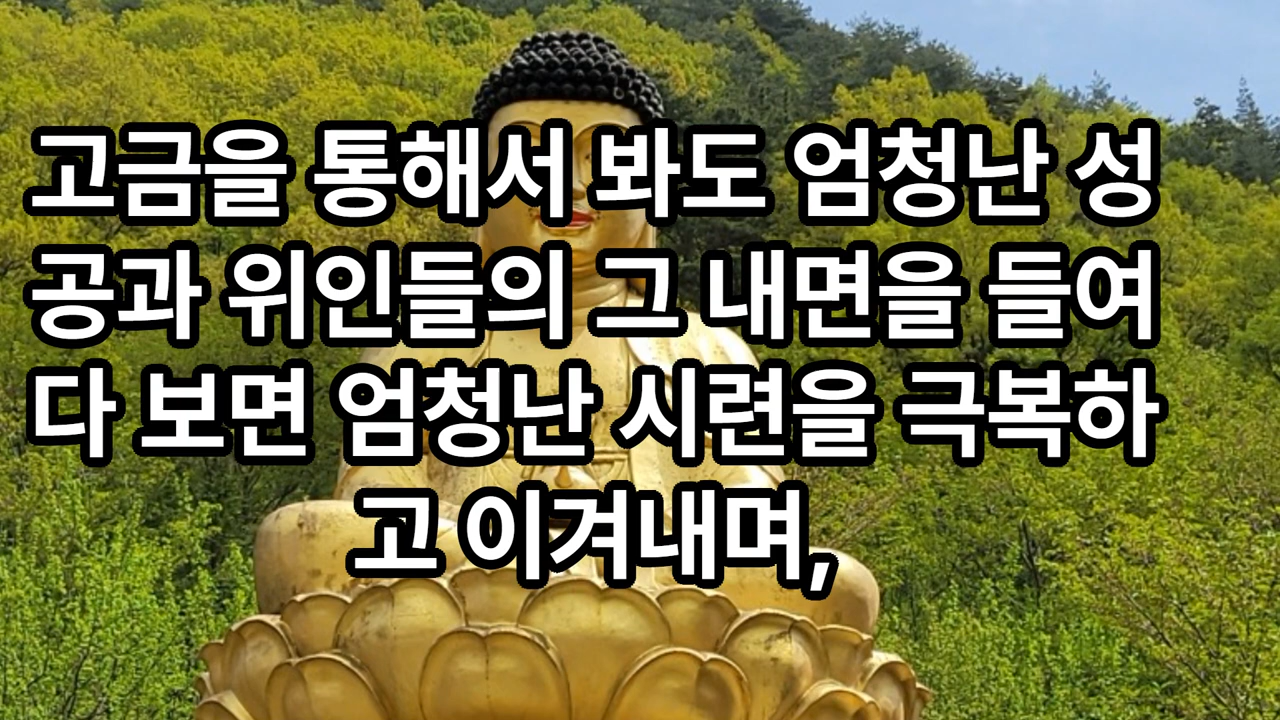 고금을 통해서 봐도 엄청난 성
공과 위인들의 그 내면을 들여
다 보면 엄청난 시련을 극복하
고 이겨내며,